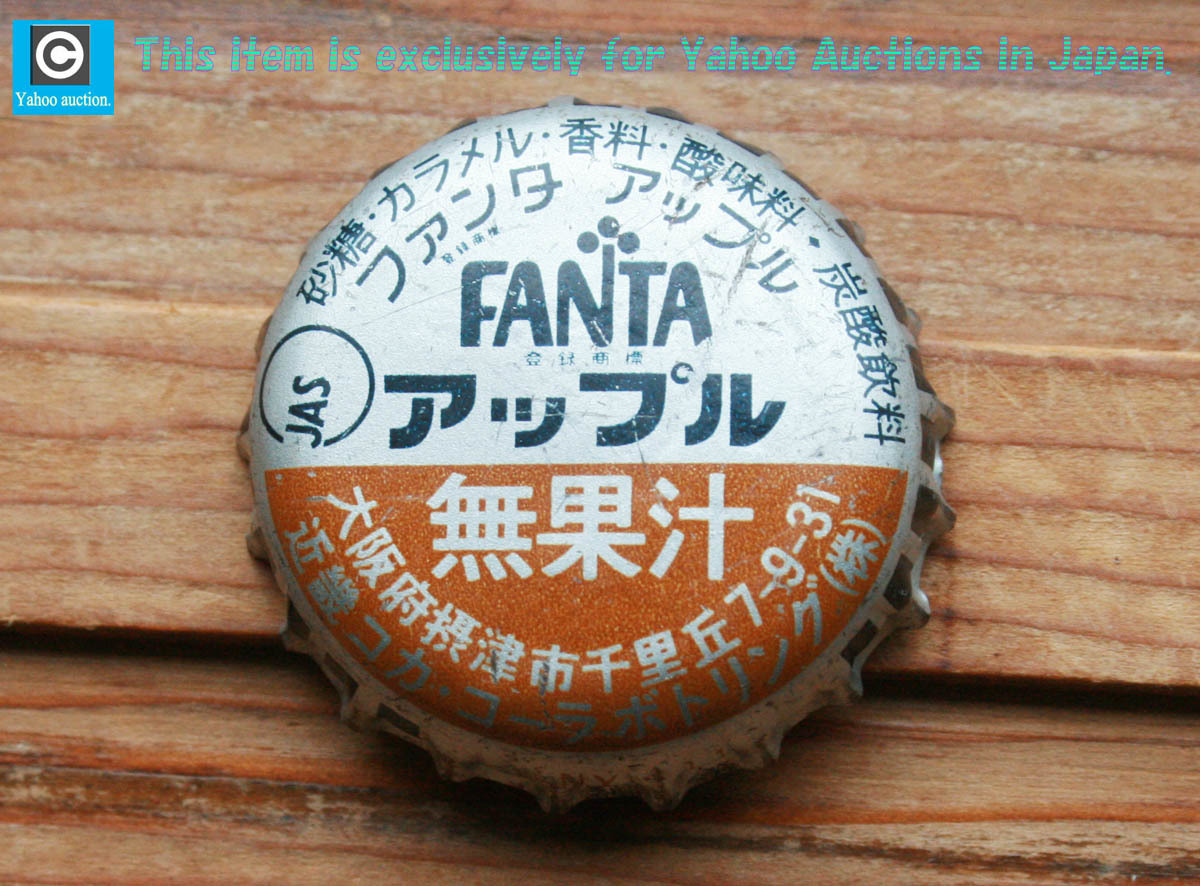 This item is exclusively for Yahoo Auctions in Japan.
©
Yahoo auction.
砂糖・カラメル・香料・酸味料・炭酸飲料
ファンタ アップル
登録商標
FANTA
登録商標
アップル
JAS
無果汁
大阪府摂津市千里丘7-9-31
近畿コカ・コーラボトリング(株)